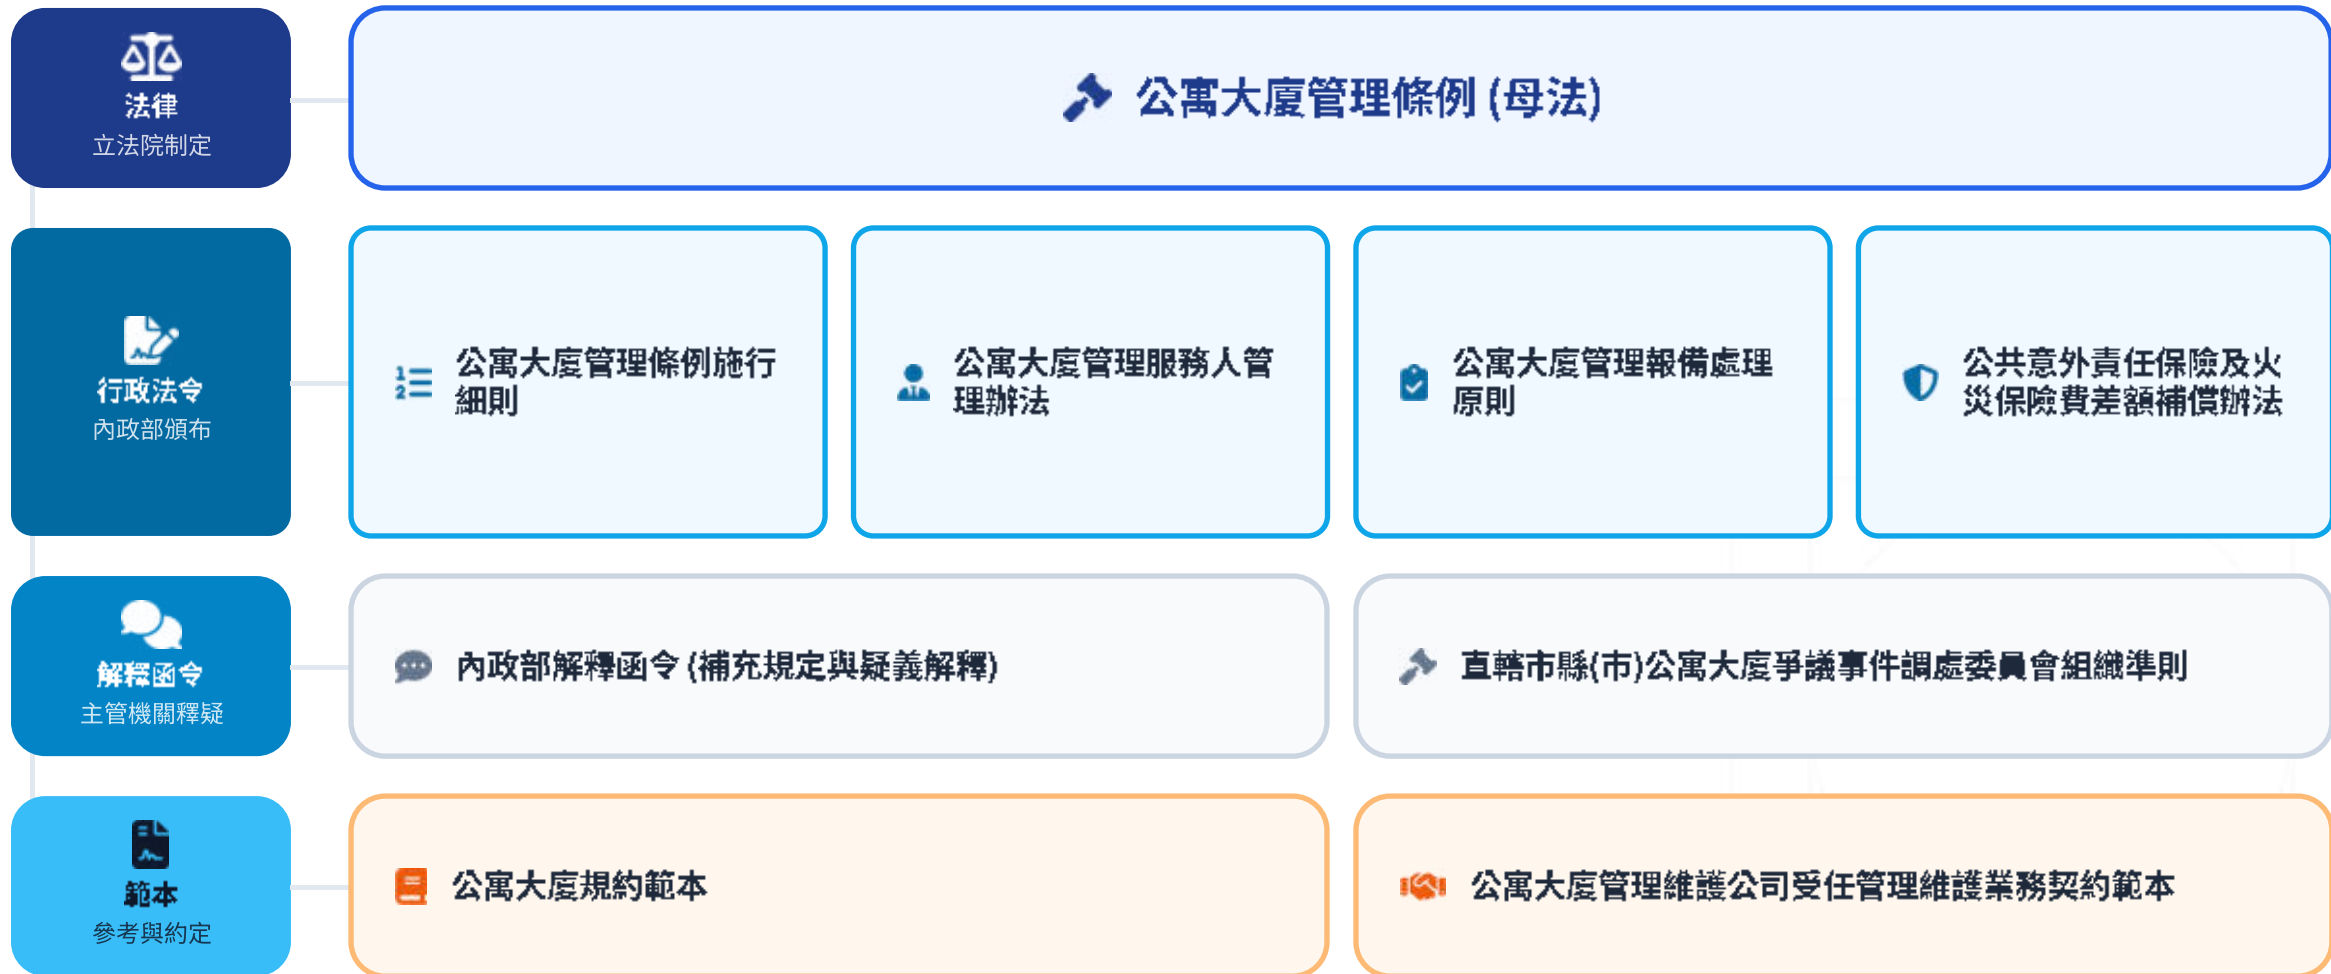 法律
立法院制定
公寓大廈管理條例 (母法)
行政法令
內政部頒布
公寓大廈管理條例施行
細則
公寓大廈管理服務人管
理辦法
公寓大廈管理報備處理
原則
公共意外責任保險及火
災保險費差額補償辦法
解釋函令
主管機關釋疑
內政部解釋函令 (補充規定與疑義解釋)
直轄市縣(市)公寓大廈爭議事件調處委員會組織準則
範本
參考與約定
公寓大廈規約範本
公寓大廈管理維護公司受任管理維護業務契約範本